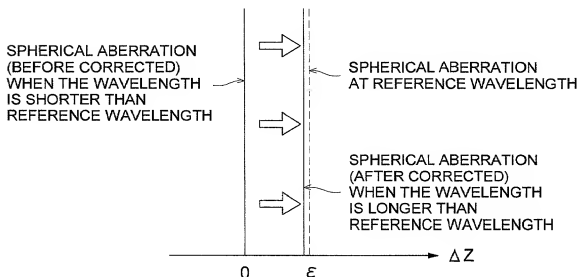 SPHERICAL ABERRATION
(BEFORE CORRECTED)
WHEN THE WAVELENGTH
IS SHORTER THAN
REFERENCE WAVELENGTH
SPHERICAL ABERRATION
AT REFERENCE WAVELENGTH
SPHERICAL ABERRATION
(AFTER CORRECTED)
WHEN THE WAVELENGTH
IS LONGER THAN
REFERENCE WAVELENGTH
ΔZ
0 ε